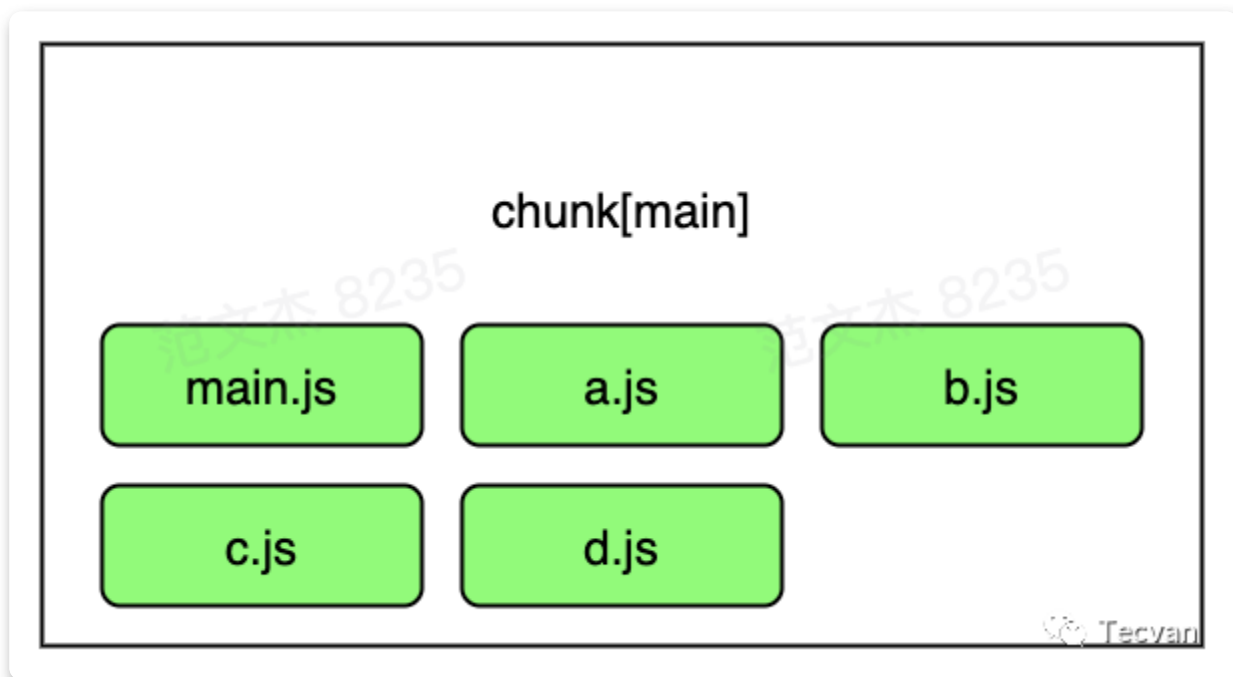 chunk[main]
范文杰 8235 范文杰 8235
main.js a.js b.js
c.js d.js
Tecvan